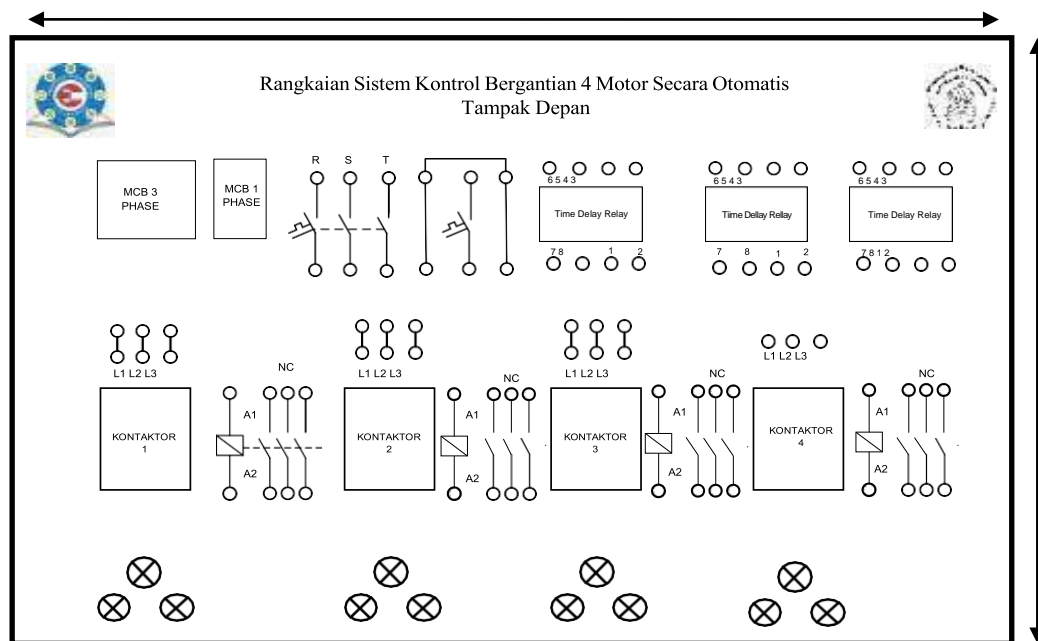 Rangkaian Sistem Kontrol Bergantian 4 Motor Secara Otomatis
Tampak Depan
MCB 3
PHASE
MCB 1
PHASE
R S T
6 5 4 3
Time Delay Relay
7 8 1 2
6 5 4 3
Tiime Dellay Rellay
7 8 1 2
6 5 4 3
Time Delay Relay
7 8 1 2
L1 L2 L3
KONTAKTOR
1
NC
A1
A2
L1 L2 L3
KONTAKTOR
2
NC
A1
A2
L1 L2 L3
KONTAKTOR
3
NC
A1
A2
L1 L2 L3
KONTAKTOR
4
NC
A1
A2